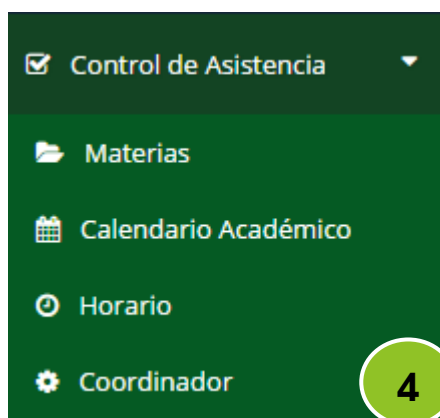 Control de Asistencia
Materias
Calendario Académico
Horario
Coordinador
4